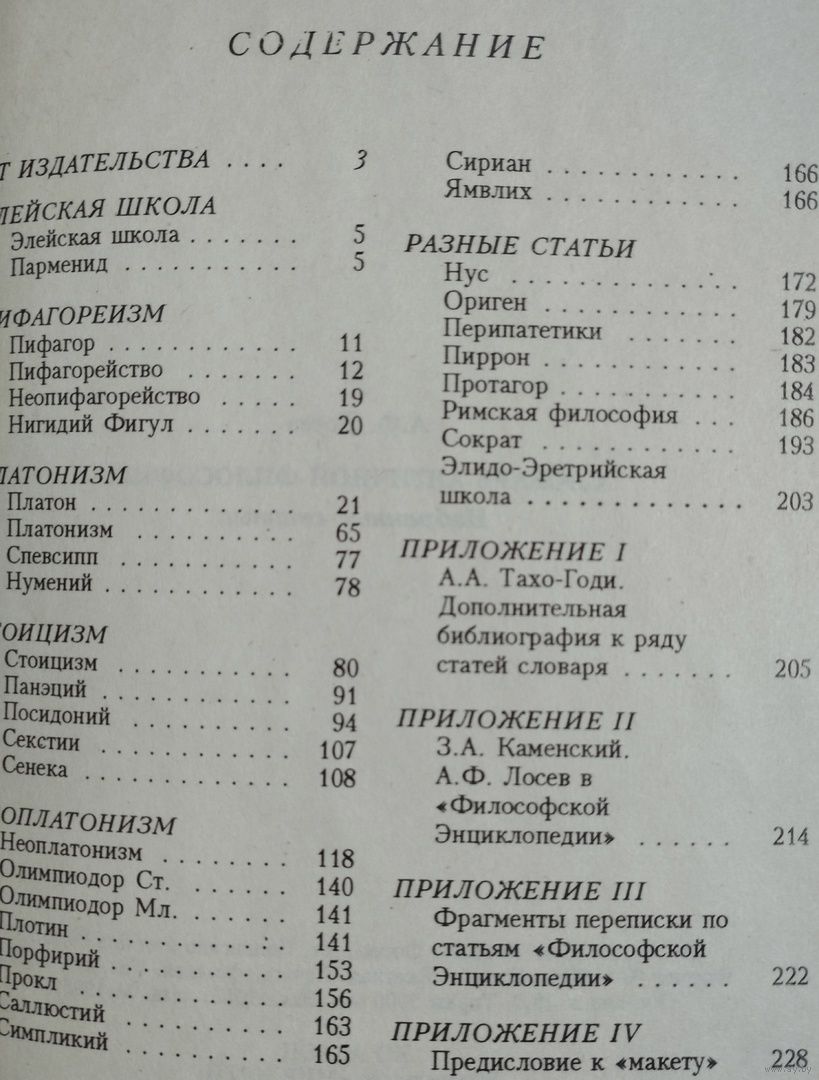 СОДЕРЖАНИЕ
Т ИЗДАТЕЛЬСТВА . . . . 3
ЛЕЙСКАЯ ШКОЛА
Элейская школа . . . . . . . 5
Парменид . . . . . . . . . . . 5
ИФАГОРЕИЗМ
Пифагор . . . . . . . . . . . . 11
Пифагорейство . . . . . . . 12
Неопифагорейство . . . . . 19
Нигидий Фигул . . . . . . . 20
ЛАТОНИЗМ
Платон . . . . . . . . . . . . . 21
Платонизм . . . . . . . . . . 65
Спевсипп . . . . . . . . . . . 77
Нумений . . . . . . . . . . . . 78
ОИЦИЗМ
Стоицизм . . . . . . . . . . . 80
Панэций . . . . . . . . . . . . 91
Посидоний . . . . . . . . . . 94
Секстии . . . . . . . . . . . . 107
Сенека . . . . . . . . . . . . . 108
ОПЛАТОНИЗМ
Неоплатонизм . . . . . . . . 118
Олимпиодор Ст. . . . . . . . 140
Олимпиодор Мл. . . . . . . 141
Плотин . . . . . . . . . . . . . 141
Порфирий . . . . . . . . . . . 153
Прокл . . . . . . . . . . . . . . 156
Саллюстий . . . . . . . . . . 163
Симпликий . . . . . . . . . . 165
Сириан . . . . . . . . . . . . 166
Ямвлих . . . . . . . . . . . . 166
РАЗНЫЕ СТАТЬИ
Нус . . . . . . . . . . . . . . 172
Ориген . . . . . . . . . . . . 179
Перипатетики . . . . . . . 182
Пиррон . . . . . . . . . . . . 183
Протагор . . . . . . . . . . . 184
Римская философия . . . 186
Сократ . . . . . . . . . . . . 193
Элидо-Эретрийская
школа . . . . . . . . . . . . . 203
ПРИЛОЖЕНИЕ I
А.А. Тахо-Годи.
Дополнительная
библиография к ряду
статей словаря . . . . . . . 205
ПРИЛОЖЕНИЕ II
З.А. Каменский.
А.Ф. Лосев в
«Философской
Энциклопедии» . . . . . . 214
ПРИЛОЖЕНИЕ III
Фрагменты переписки по
статьям «Философской
Энциклопедии» . . . . . . 222
ПРИЛОЖЕНИЕ IV
Предисловие к «макету» 228